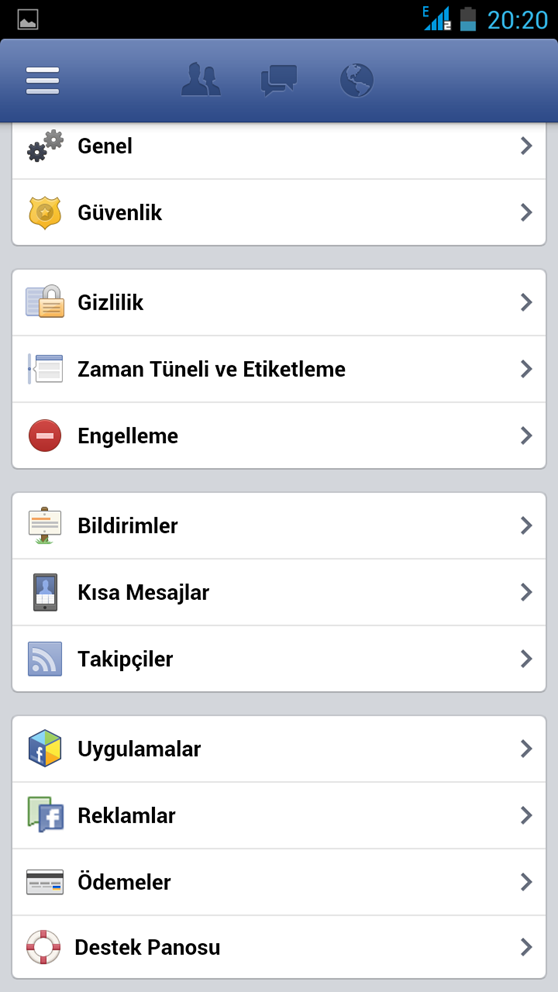 E
2
20:20
Genel
Güvenlik
Gizlilik
Zaman Tüneli ve Etiketleme
Engelleme
Bildirimler
Kısa Mesajlar
Takipçiler
Uygulamalar
Reklamlar
Ödemeler
Destek Panosu